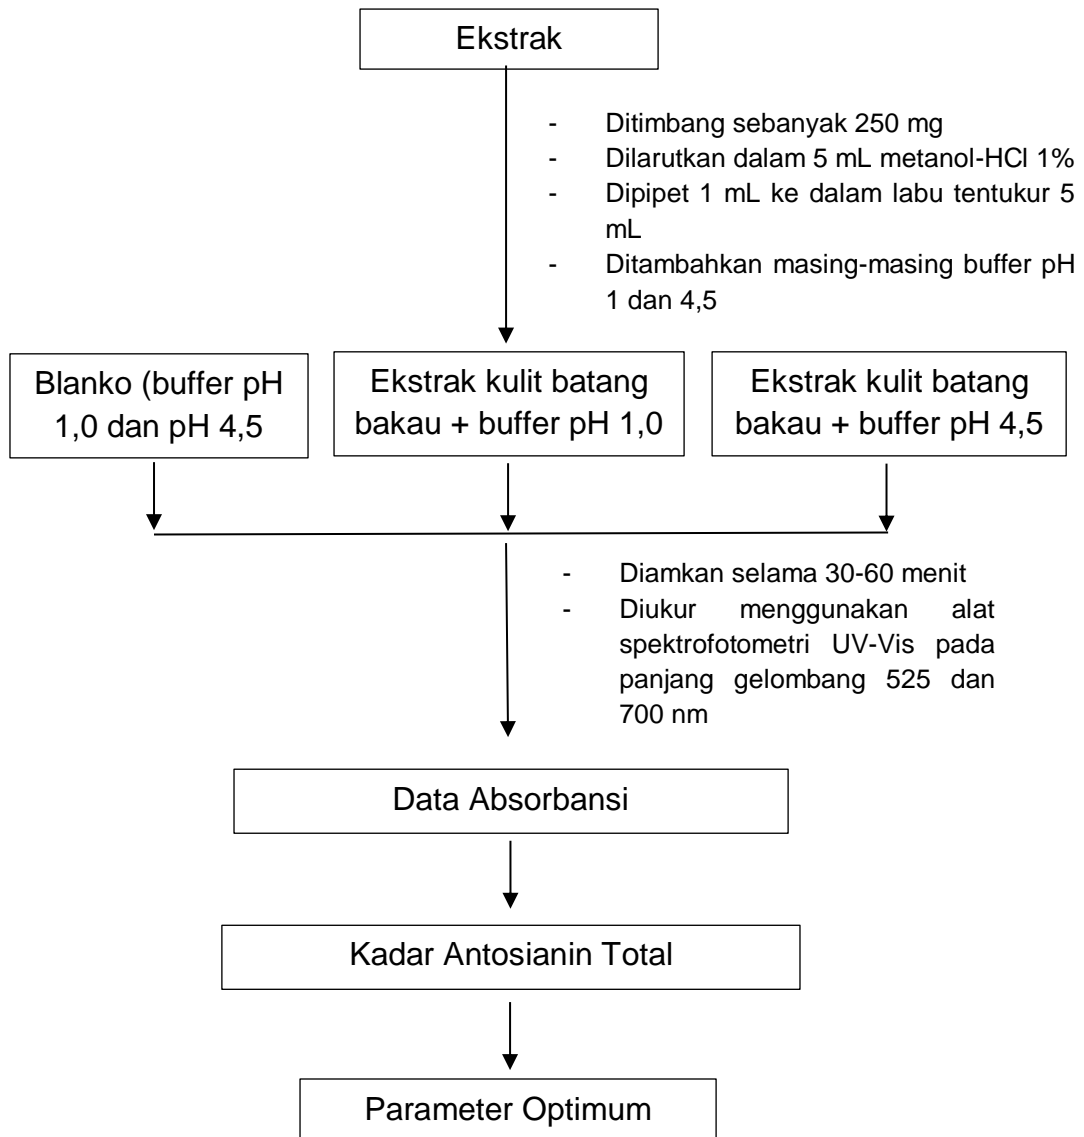 Ekstrak
- Ditimbang sebanyak 250 mg
- Dilarutkan dalam 5 mL metanol-HCl 1%
- Dipipet 1 mL ke dalam labu tentukur 5
mL
- Ditambahkan masing-masing buffer pH
1 dan 4,5
Blanko (buffer pH
1,0 dan pH 4,5
Ekstrak kulit batang
bakau + buffer pH 1,0
Ekstrak kulit batang
bakau + buffer pH 4,5
- Diamkan selama 30-60 menit
- Diukur menggunakan alat
spektrofotometri UV-Vis pada
panjang gelombang 525 dan
700 nm
Data Absorbansi
Kadar Antosianin Total
Parameter Optimum